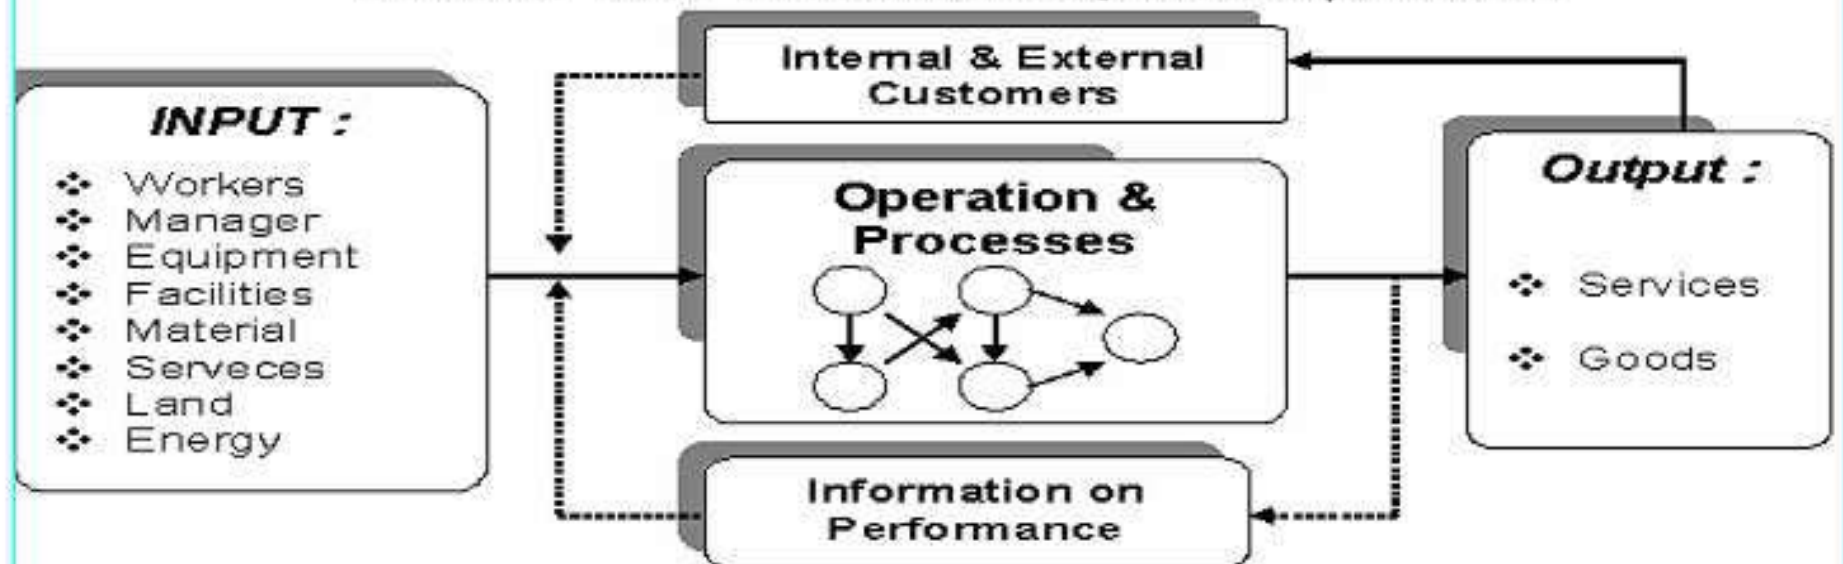 Internal & External
Customers
INPUT :
Workers
Manager
Equipment
Facilities
Material
Serveces
Land
Energy
Operation &
Processes
Output :
Services
Goods
Information on
Performance